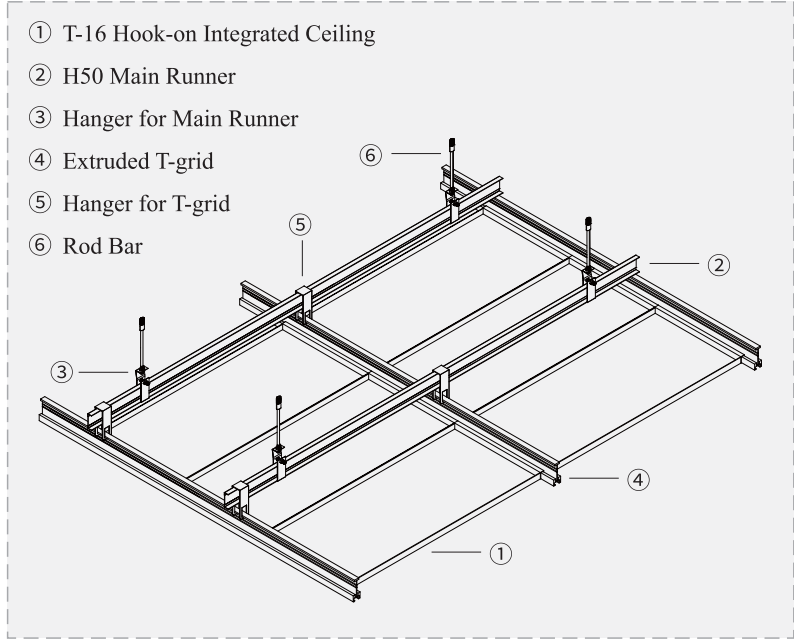 ① T-16 Hook-on Integrated Ceiling
② H50 Main Runner
③ Hanger for Main Runner
④ Extruded T-grid
⑤ Hanger for T-grid
⑥ Rod Bar
⑥
⑤
②
③
④
①